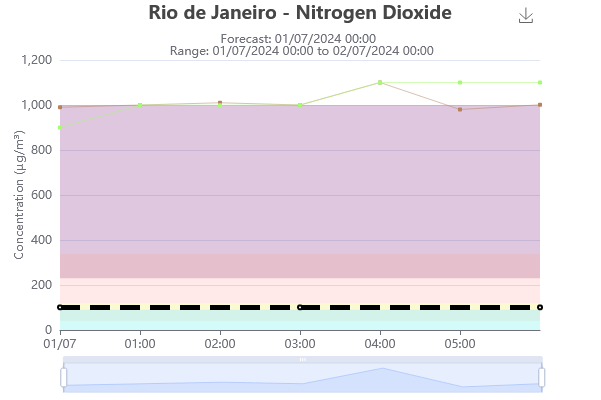 Rio de Janeiro - Nitrogen Dioxide
Forecast: 01/07/2024 00:00
Range: 01/07/2024 00:00 to 02/07/2024 00:00
Concentration (µg/m³)
1,200
1,000
800
600
400
200
0
01/07 01:00 02:00 03:00 04:00 05:00